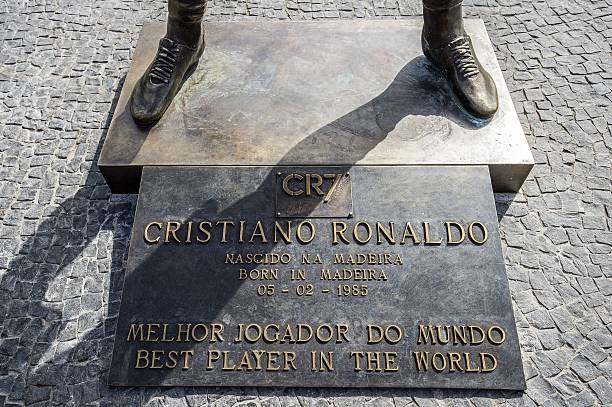 CR7
CRISTIANO RONALDO
NASCIDO NA MADEIRA
BORN IN MADEIRA
05 - 02 - 1985
MELHOR JOGADOR DO MUNDO
BEST PLAYER IN THE WORLD